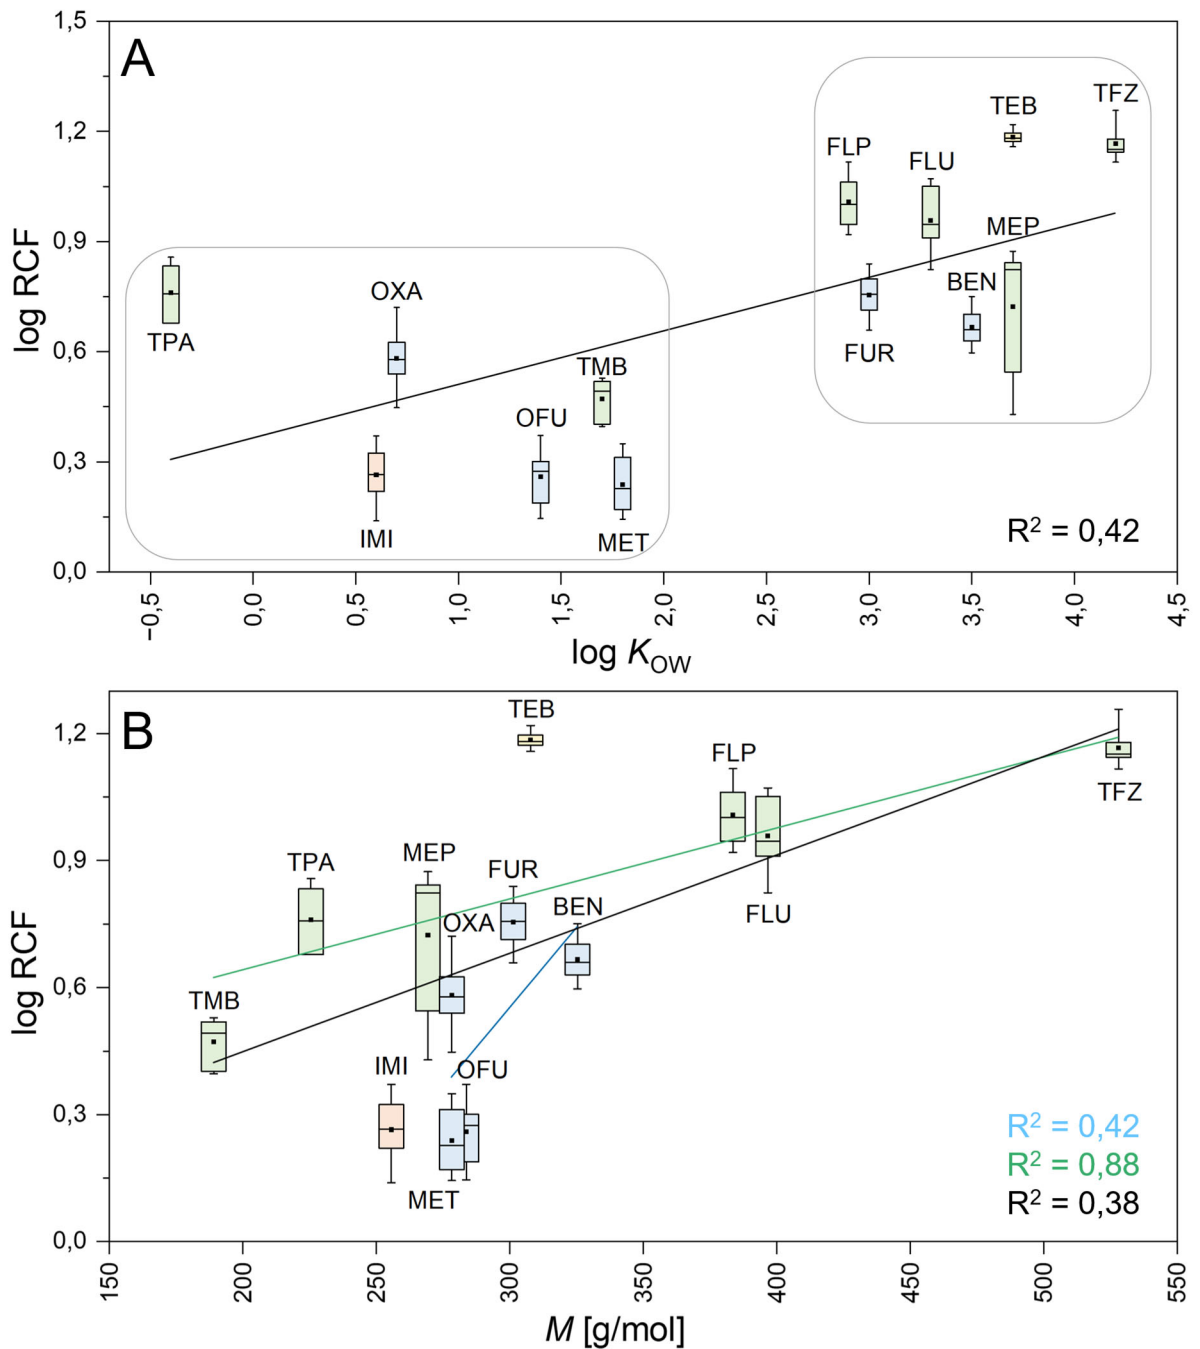 A
log RCF
1,5
1,2
0,9
0,6
0,3
0,0
TFZ
TEB
FLP
FLU
MEP
BEN
FUR
OXA
TPA
TMB
OFU
IMI
MET
R² = 0,42
−0,5
0,0
0,5
1,0
1,5
2,0
2,5
3,0
3,5
4,0
4,5
log KOW
B
log RCF
1,2
0,9
0,6
0,3
0,0
TEB
FLP
TFZ
TPA
MEP
FUR
BEN
FLU
OXA
TMB
IMI
OFU
MET
R² = 0,42
R² = 0,88
R² = 0,38
150
200
250
300
350
400
450
500
550
M [g/mol]